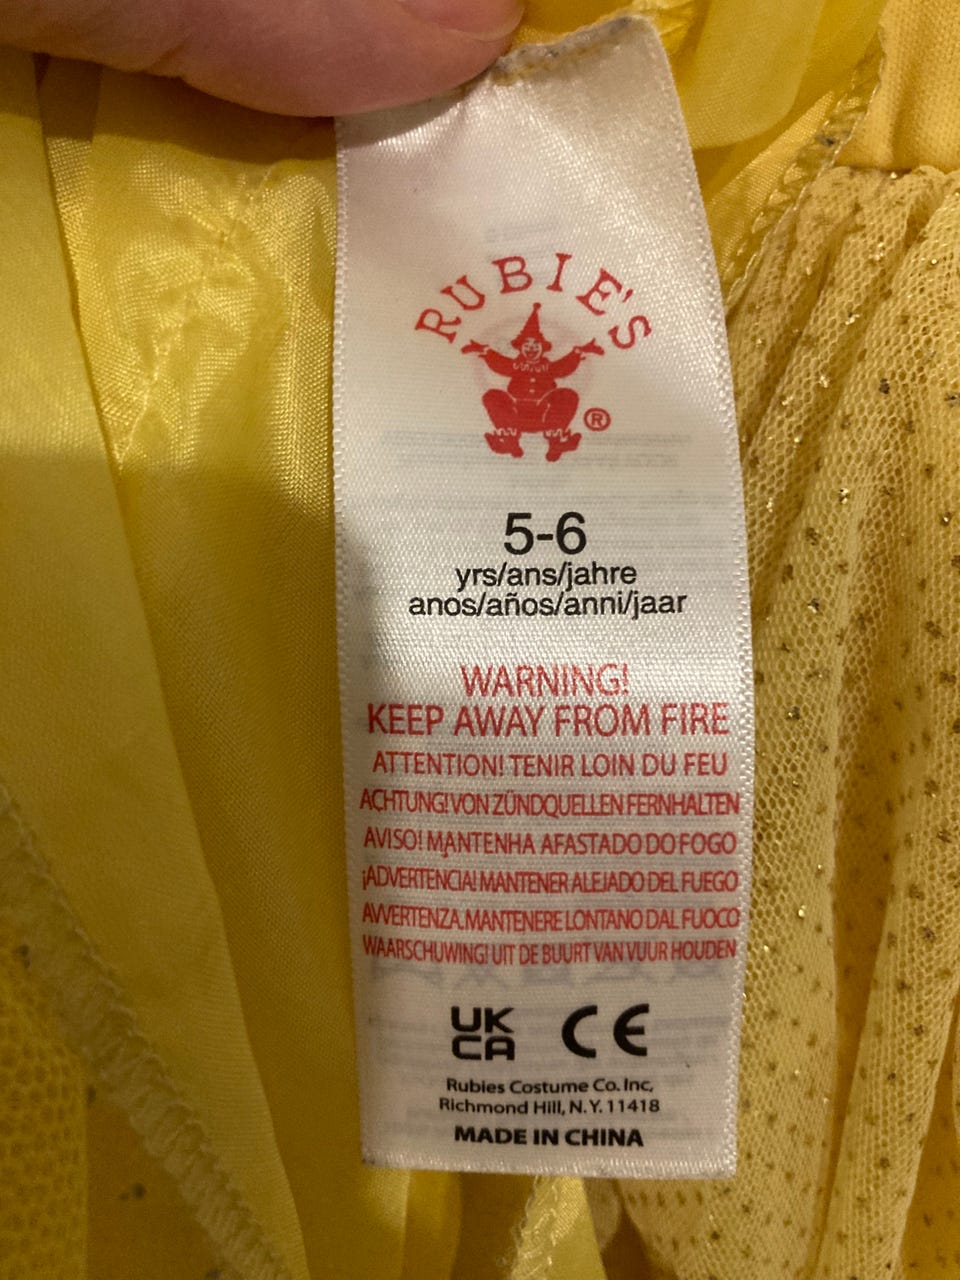 RUBIE'S
®
5-6
yrs/ans/jahre
anos/años/anni/jaar
WARNING!
KEEP AWAY FROM FIRE
ATTENTION! TENIR LOIN DU FEU
ACHTUNG! VON ZÜNDQUELLEN FERNHALTEN
AVISO! MANTENHA AFASTADO DO FOGO
¡ADVERTENCIA! MANTENER ALEJADO DEL FUEGO
AVVERTENZA. MANTENERE LONTANO DAL FUOCO
WAARSCHUWING! UIT DE BUURT VAN VUUR HOUDEN
UK
CA
CE
Rubies Costume Co. Inc,
Richmond Hill, N.Y. 11418
MADE IN CHINA